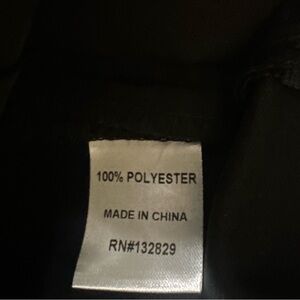 100% POLYESTER
MADE IN CHINA
RN#132829